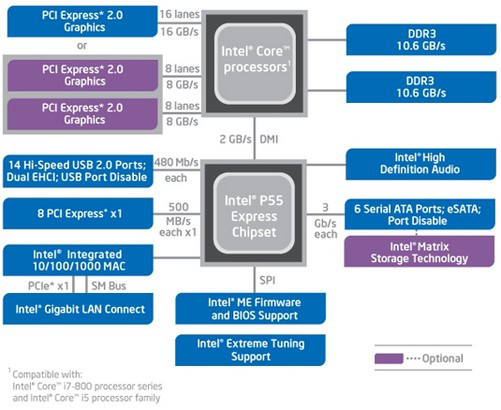 PCI Express* 2.0
Graphics
16 lanes
16 GB/s
or
PCI Express* 2.0
Graphics
8 lanes
8 GB/s
PCI Express* 2.0
Graphics
8 lanes
8 GB/s
Intel® Core™
processors¹
DDR3
10.6 GB/s
DDR3
10.6 GB/s
2 GB/s DMI
14 Hi-Speed USB 2.0 Ports;
Dual EHCI; USB Port Disable
480 Mb/s
each
Intel® High
Definition Audio
Intel® P55
Express
Chipset
8 PCI Express* x1
500
MB/s
each x1
3
Gb/s
each
6 Serial ATA Ports; eSATA;
Port Disable
Intel® Matrix
Storage Technology
Intel® Integrated
10/100/1000 MAC
PCIe* x1
SM Bus
Intel® Gigabit LAN Connect
SPI
Intel® ME Firmware
and BIOS Support
Intel® Extreme Tuning
Support
Optional
¹ Compatible with:
Intel® Core™ i7-800 processor series
and Intel® Core™ i5 processor family